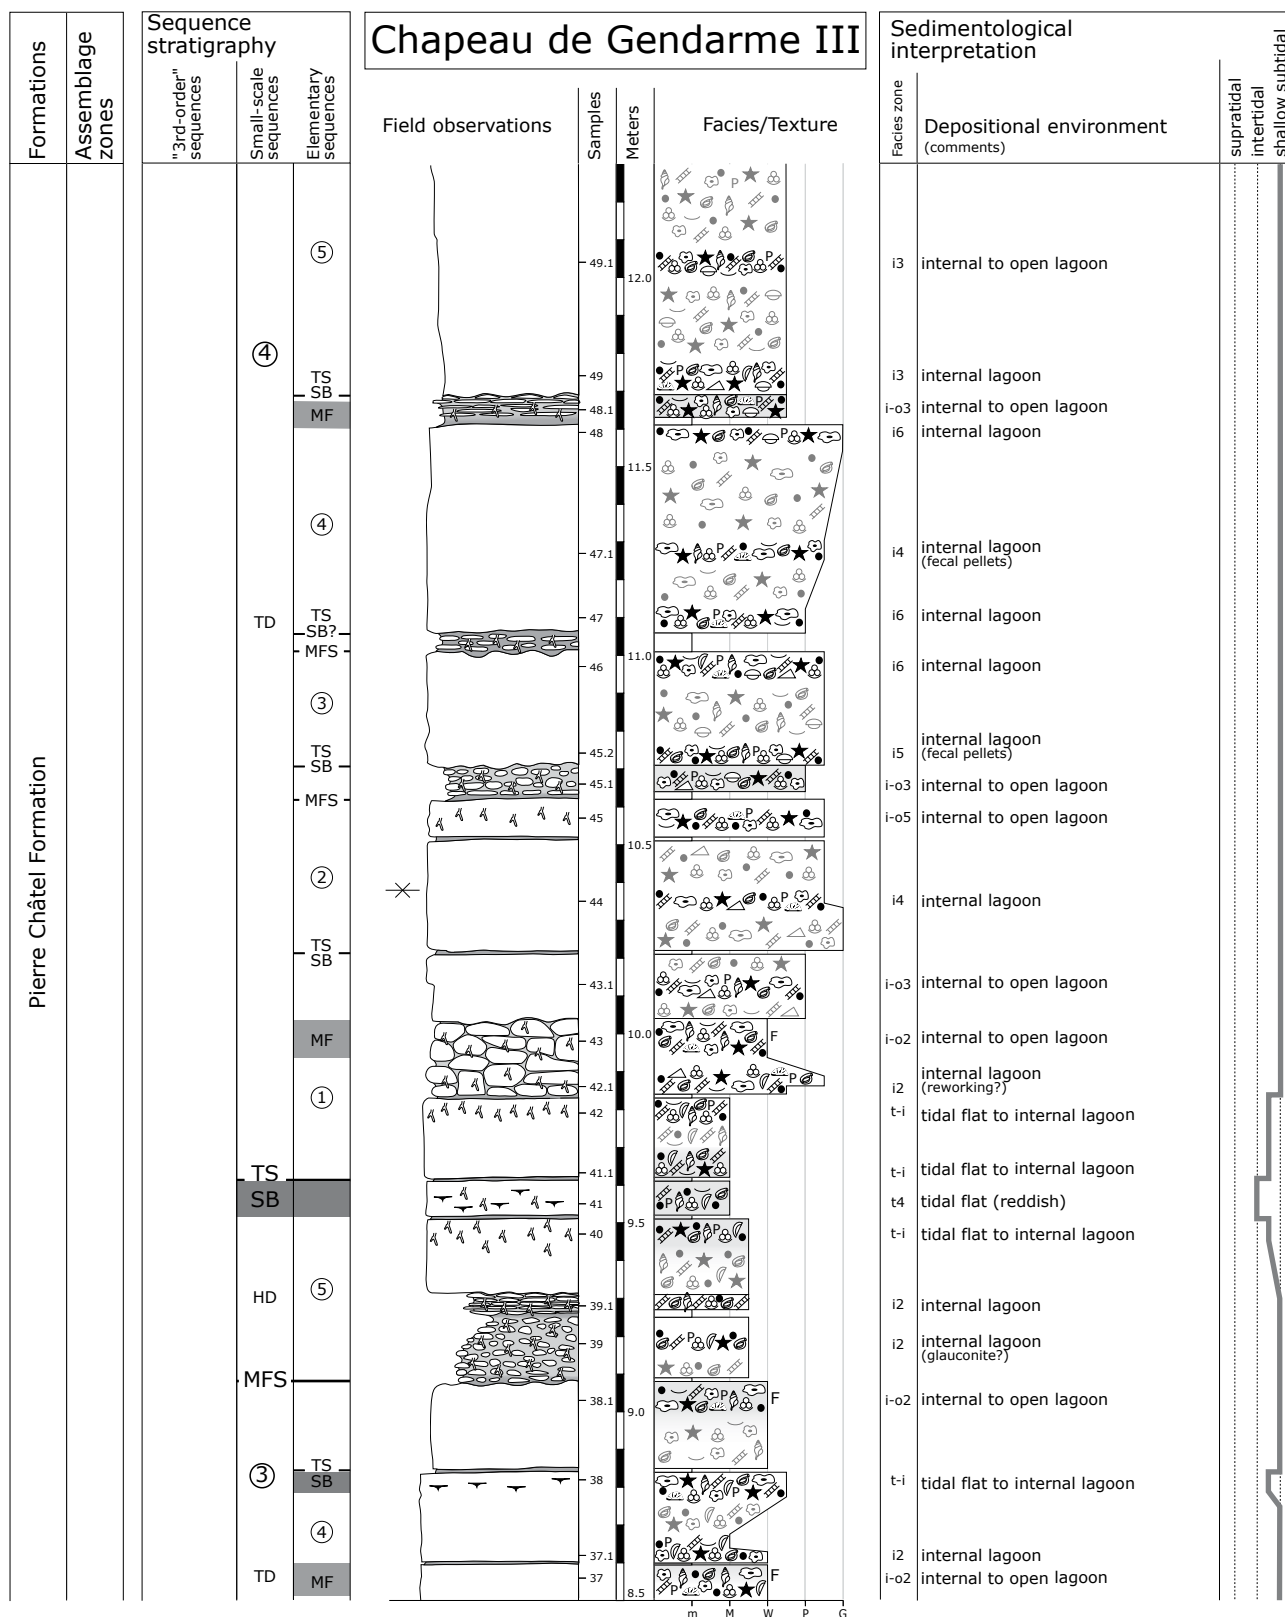 Chapeau de Gendarme III
Formations
Assemblage
zones
Sequence
stratigraphy
"3rd-order"
sequences
Small-scale
sequences
Elementary
sequences
Field observations
Samples
Meters
Facies/Texture
Sedimentological
interpretation
Facies zone
Depositional environment
(comments)
supratidal
intertidal
shallow subtidal
Pierre Châtel Formation
5
49.1
12.0
P
P
i3 internal to open lagoon
4
TS
SB
49
P
i3 internal lagoon
MF
48.1
P
i-o3 internal to open lagoon
48
P
i6 internal lagoon
11.5
4
47.1
P
i4 internal lagoon
(fecal pellets)
TD
TS
SB?
47
P
i6 internal lagoon
MFS
11.0
46
P
i6 internal lagoon
3
TS
SB
45.2
P
i5 internal lagoon
(fecal pellets)
45.1
P
i-o3 internal to open lagoon
MFS
45
P
i-o5 internal to open lagoon
10.5
2
44
P
i4 internal lagoon
TS
SB
43.1
P
i-o3 internal to open lagoon
10.0
MF
43
F
i-o2 internal to open lagoon
42.1
P
i2 internal lagoon
(reworking?)
1
42
P
t-i tidal flat to internal lagoon
TS
41.1
t-i tidal flat to internal lagoon
SB
41
P
t4 tidal flat (reddish)
9.5
40
P
t-i tidal flat to internal lagoon
HD
5
39.1
i2 internal lagoon
39
P
i2 internal lagoon
(glauconite?)
MFS
38.1
P
F
i-o2 internal to open lagoon
9.0
3
TS
SB
38
P
t-i tidal flat to internal lagoon
4
37.1
P
i2 internal lagoon
TD
MF
37
P
F
i-o2 internal to open lagoon
8.5
m M W P G